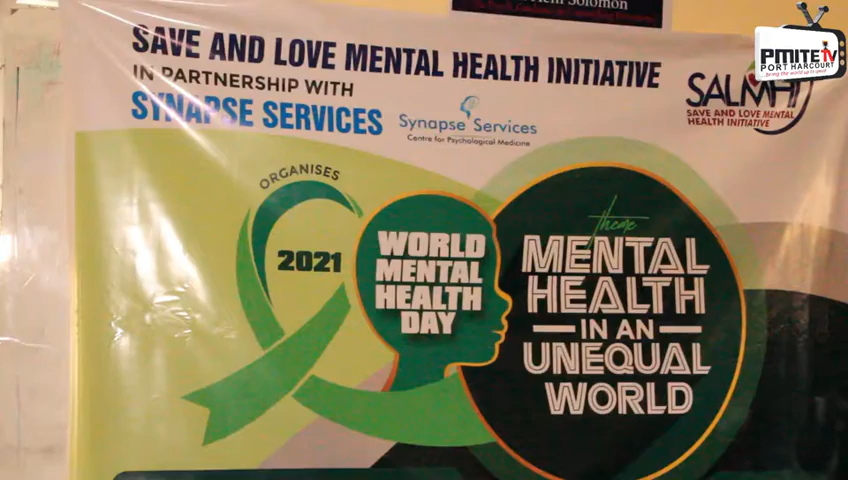 Solomon
PMITE tv
PORT HARCOURT
SAVE AND LOVE MENTAL HEALTH INITIATIVE
IN PARTNERSHIP WITH
SYNAPSE SERVICES
Synapse Services
Centre for Psychological Medicine
SALMHI
SAVE AND LOVE MENTAL
HEALTH INITIATIVE
ORGANISES
2021
WORLD
MENTAL
HEALTH
DAY
theme
MENTAL
HEALTH
IN AN
UNEQUAL
WORLD